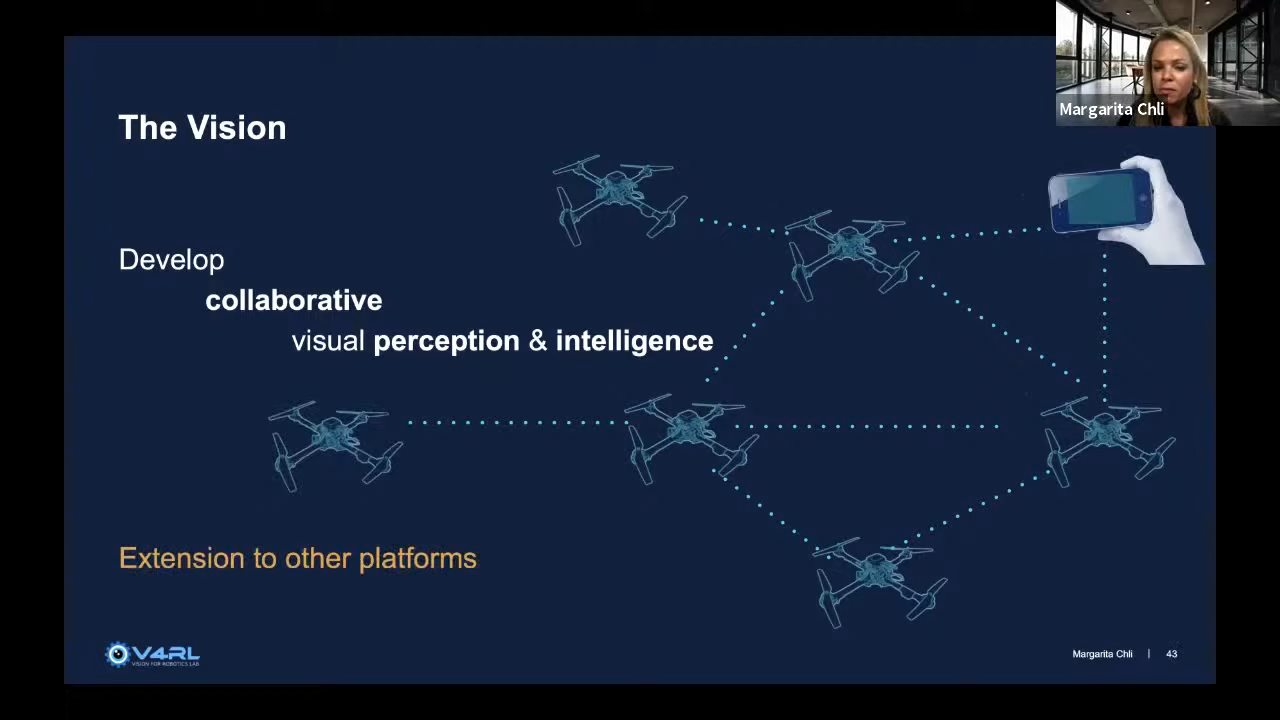 Margarita Chli
The Vision
Develop
collaborative
visual perception & intelligence
Extension to other platforms
V4RL
VISION FOR ROBOTICS LAB
Margarita Chli | 43